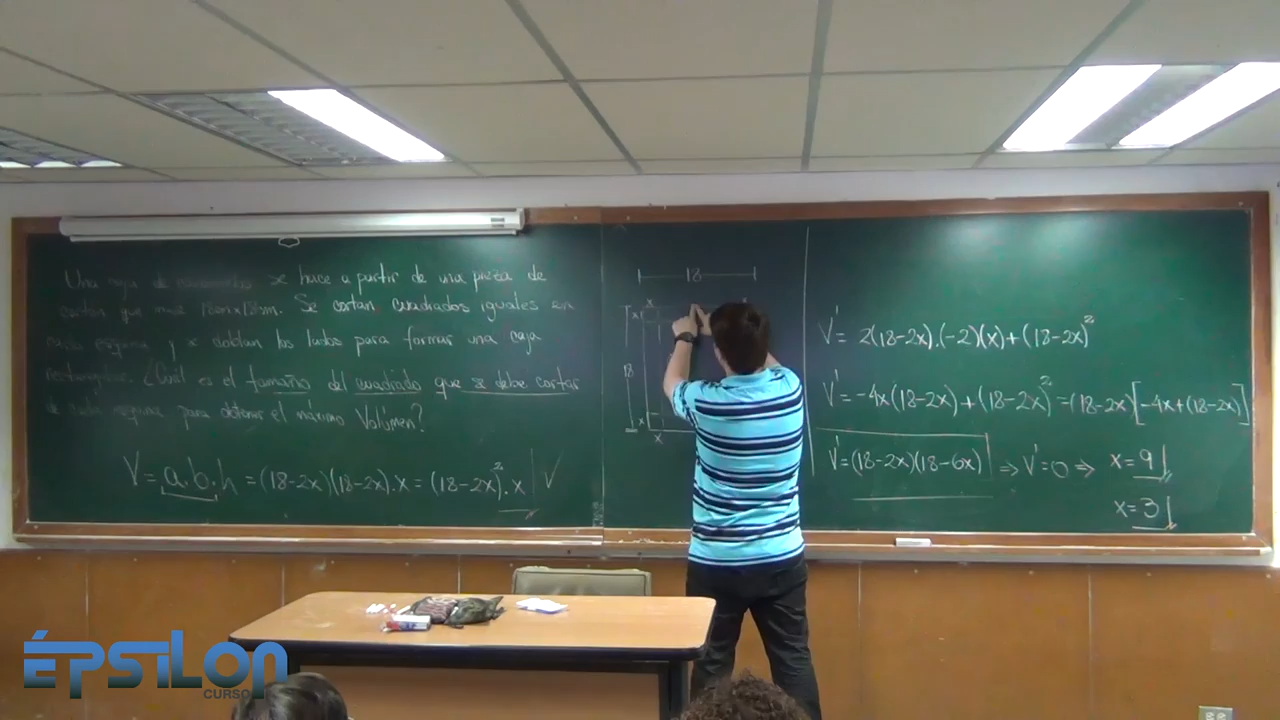 Una caja de se hace a partir de una pieza de
cartón que mide 18cm x 18cm. Se cortan cuadrados iguales en
cada esquina y se doblan los lados para formar una caja
rectangular. ¿Cuál es el tamaño del cuadrado que se debe cortar
de cada esquina para obtener el máximo Volúmen?
V = a.b.h = (18-2x)(18-2x).x = (18-2x)².x
18
x
x
18
x
x
V' = 2(18-2x).(-2)(x)+(18-2x)²
V' = -4x(18-2x)+(18-2x)² = (18-2x)[-4x+(18-2x)]
V' = (18-2x)(18-6x) ⇒ V'=0 ⇒ x=9
x=3
ÉPSILON
CURSO